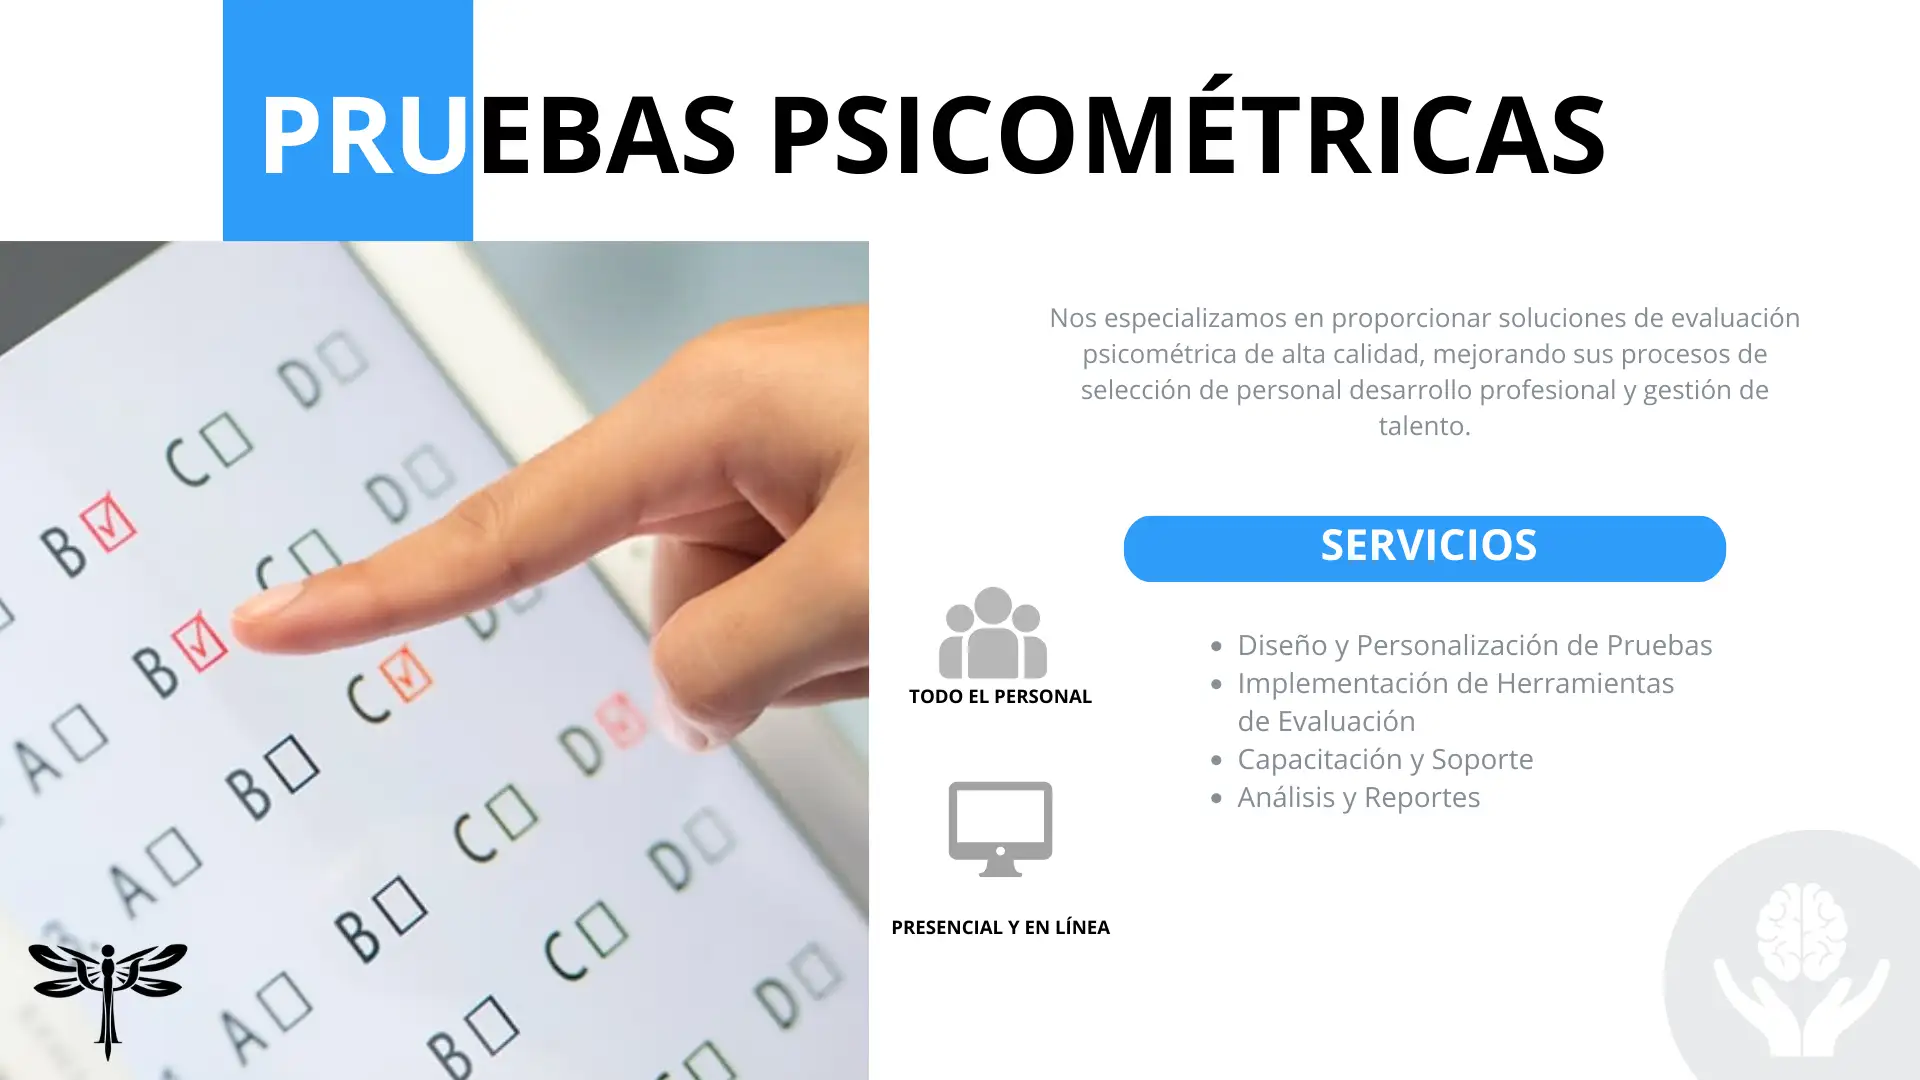 PRUEBAS PSICOMÉTRICAS
Nos especializamos en proporcionar soluciones de evaluación
psicométrica de alta calidad, mejorando sus procesos de
selección de personal desarrollo profesional y gestión de
talento.
SERVICIOS
TODO EL PERSONAL
PRESENCIAL Y EN LÍNEA
• Diseño y Personalización de Pruebas
• Implementación de Herramientas
de Evaluación
• Capacitación y Soporte
• Análisis y Reportes
D
C
B
D
C
B
D
C
B
A
D
C
B
A
D
C
B
A
D
C
B